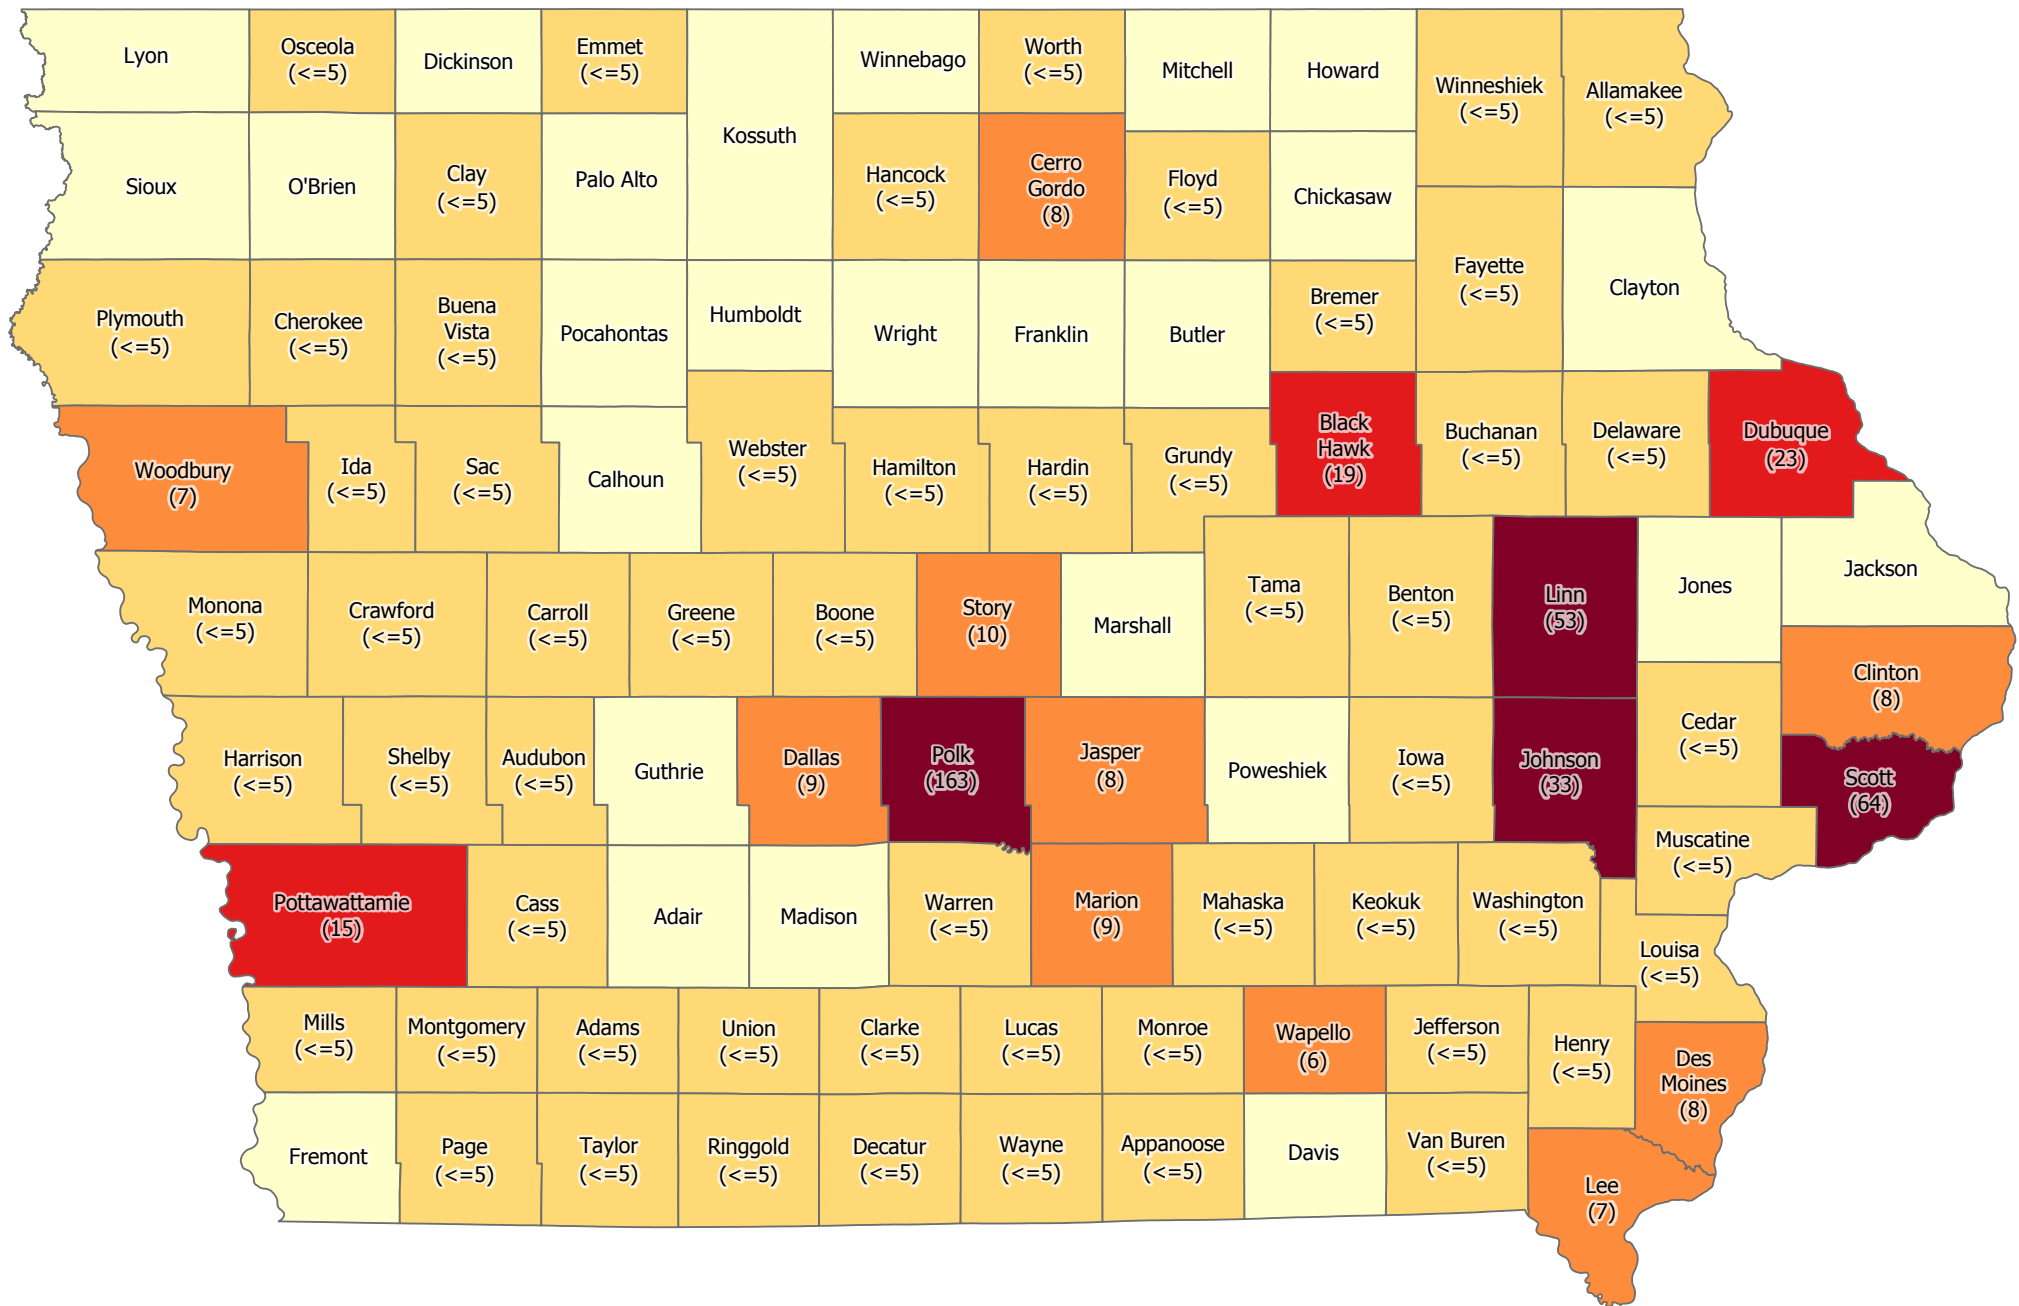 Lyon
Osceola
(<=5)
Dickinson
Emmet
(<=5)
Kossuth
Winnebago
Worth
(<=5)
Mitchell
Howard
Winneshiek
(<=5)
Allamakee
(<=5)
Sioux
O'Brien
Clay
(<=5)
Palo Alto
Hancock
(<=5)
Cerro
Gordo
(8)
Floyd
(<=5)
Chickasaw
Fayette
(<=5)
Clayton
Plymouth
(<=5)
Cherokee
(<=5)
Buena
Vista
(<=5)
Pocahontas
Humboldt
Wright
Franklin
Butler
Bremer
(<=5)
Woodbury
(7)
Ida
(<=5)
Sac
(<=5)
Calhoun
Webster
(<=5)
Hamilton
(<=5)
Hardin
(<=5)
Grundy
(<=5)
Black
Hawk
(19)
Buchanan
(<=5)
Delaware
(<=5)
Dubuque
(23)
Monona
(<=5)
Crawford
(<=5)
Carroll
(<=5)
Greene
(<=5)
Boone
(<=5)
Story
(10)
Marshall
Tama
(<=5)
Benton
(<=5)
Linn
(53)
Jones
Jackson
Clinton
(8)
Harrison
(<=5)
Shelby
(<=5)
Audubon
(<=5)
Guthrie
Dallas
(9)
Polk
(163)
Jasper
(8)
Poweshiek
Iowa
(<=5)
Johnson
(33)
Cedar
(<=5)
Scott
(64)
Muscatine
(<=5)
Pottawattamie
(15)
Cass
(<=5)
Adair
Madison
Warren
(<=5)
Marion
(9)
Mahaska
(<=5)
Keokuk
(<=5)
Washington
(<=5)
Louisa
(<=5)
Mills
(<=5)
Montgomery
(<=5)
Adams
(<=5)
Union
(<=5)
Clarke
(<=5)
Lucas
(<=5)
Monroe
(<=5)
Wapello
(6)
Jefferson
(<=5)
Henry
(<=5)
Des
Moines
(8)
Fremont
Page
(<=5)
Taylor
(<=5)
Ringgold
(<=5)
Decatur
(<=5)
Wayne
(<=5)
Appanoose
(<=5)
Davis
Van Buren
(<=5)
Lee
(7)